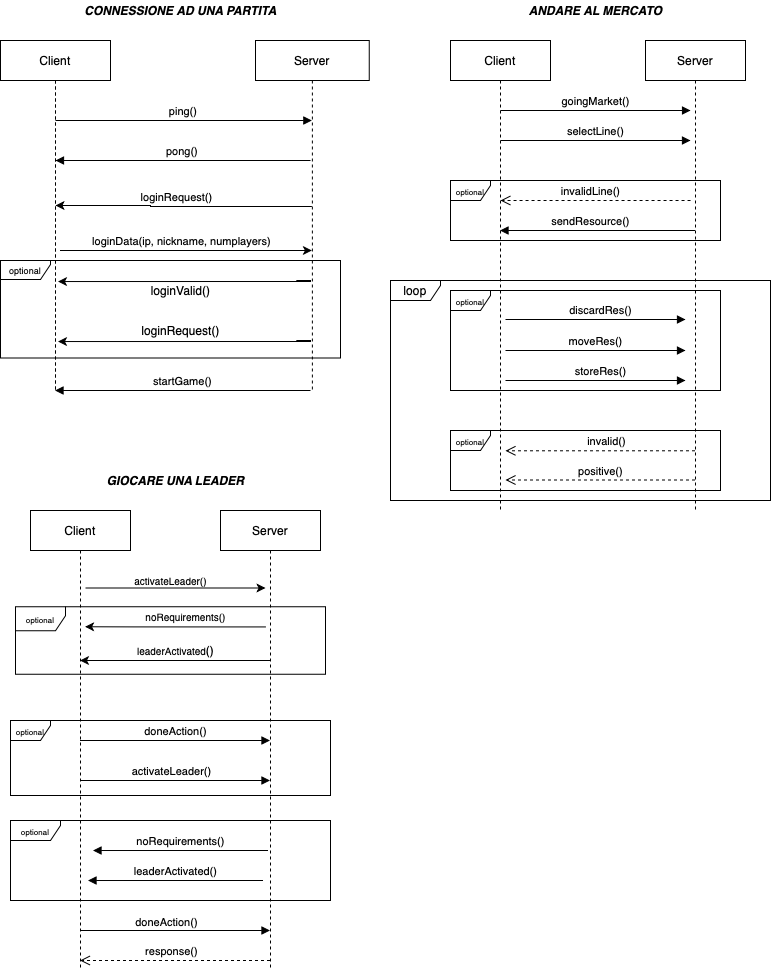 CONNESSIONE AD UNA PARTITA
Client
Server
ping()
pong()
loginRequest()
loginData(ip, nickname, numplayers)
optional
loginValid()
loginRequest()
startGame()
ANDARE AL MERCATO
Client
Server
goingMarket()
selectLine()
optional
invalidLine()
sendResource()
loop
optional
discardRes()
moveRes()
storeRes()
optional
invalid()
positive()
GIOCARE UNA LEADER
Client
Server
activateLeader()
optional
noRequirements()
leaderActivated()
optional
doneAction()
activateLeader()
optional
noRequirements()
leaderActivated()
doneAction()
response()